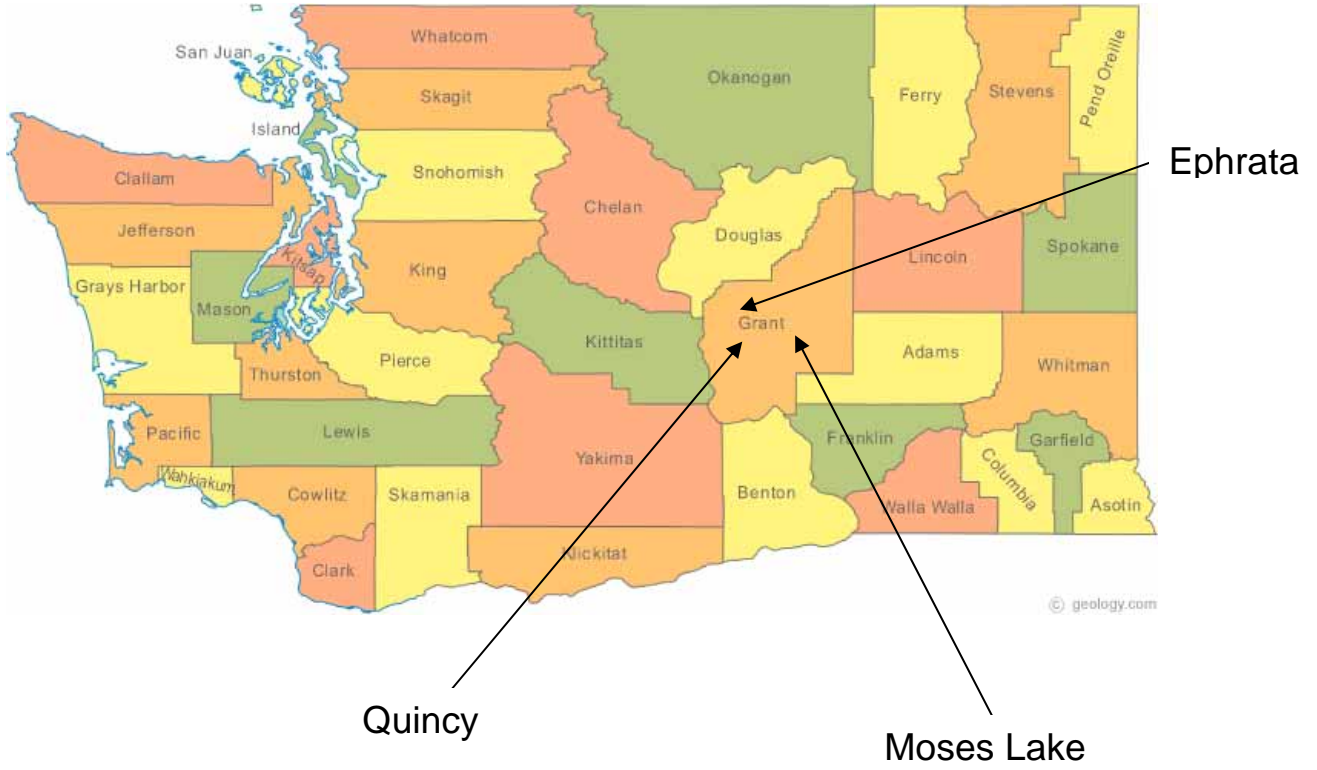 Whatcom
San Juan
Okanogan
Pend Oreille
Skagit
Ferry
Stevens
Island
Ephrata
Snohomish
Clallam
Chelan
Jefferson
Douglas
Spokane
Kitsap
King
Lincoln
Grays Harbor
Mason
Grant
Kittitas
Adams
Pierce
Whitman
Thurston
Pacific
Lewis
Franklin
Garfield
Yakima
Wahkiakum
Cowlitz
Skamania
Benton
Columbia
Walla Walla
Asotin
Klickitat
Clark
© geology.com
Quincy
Moses Lake